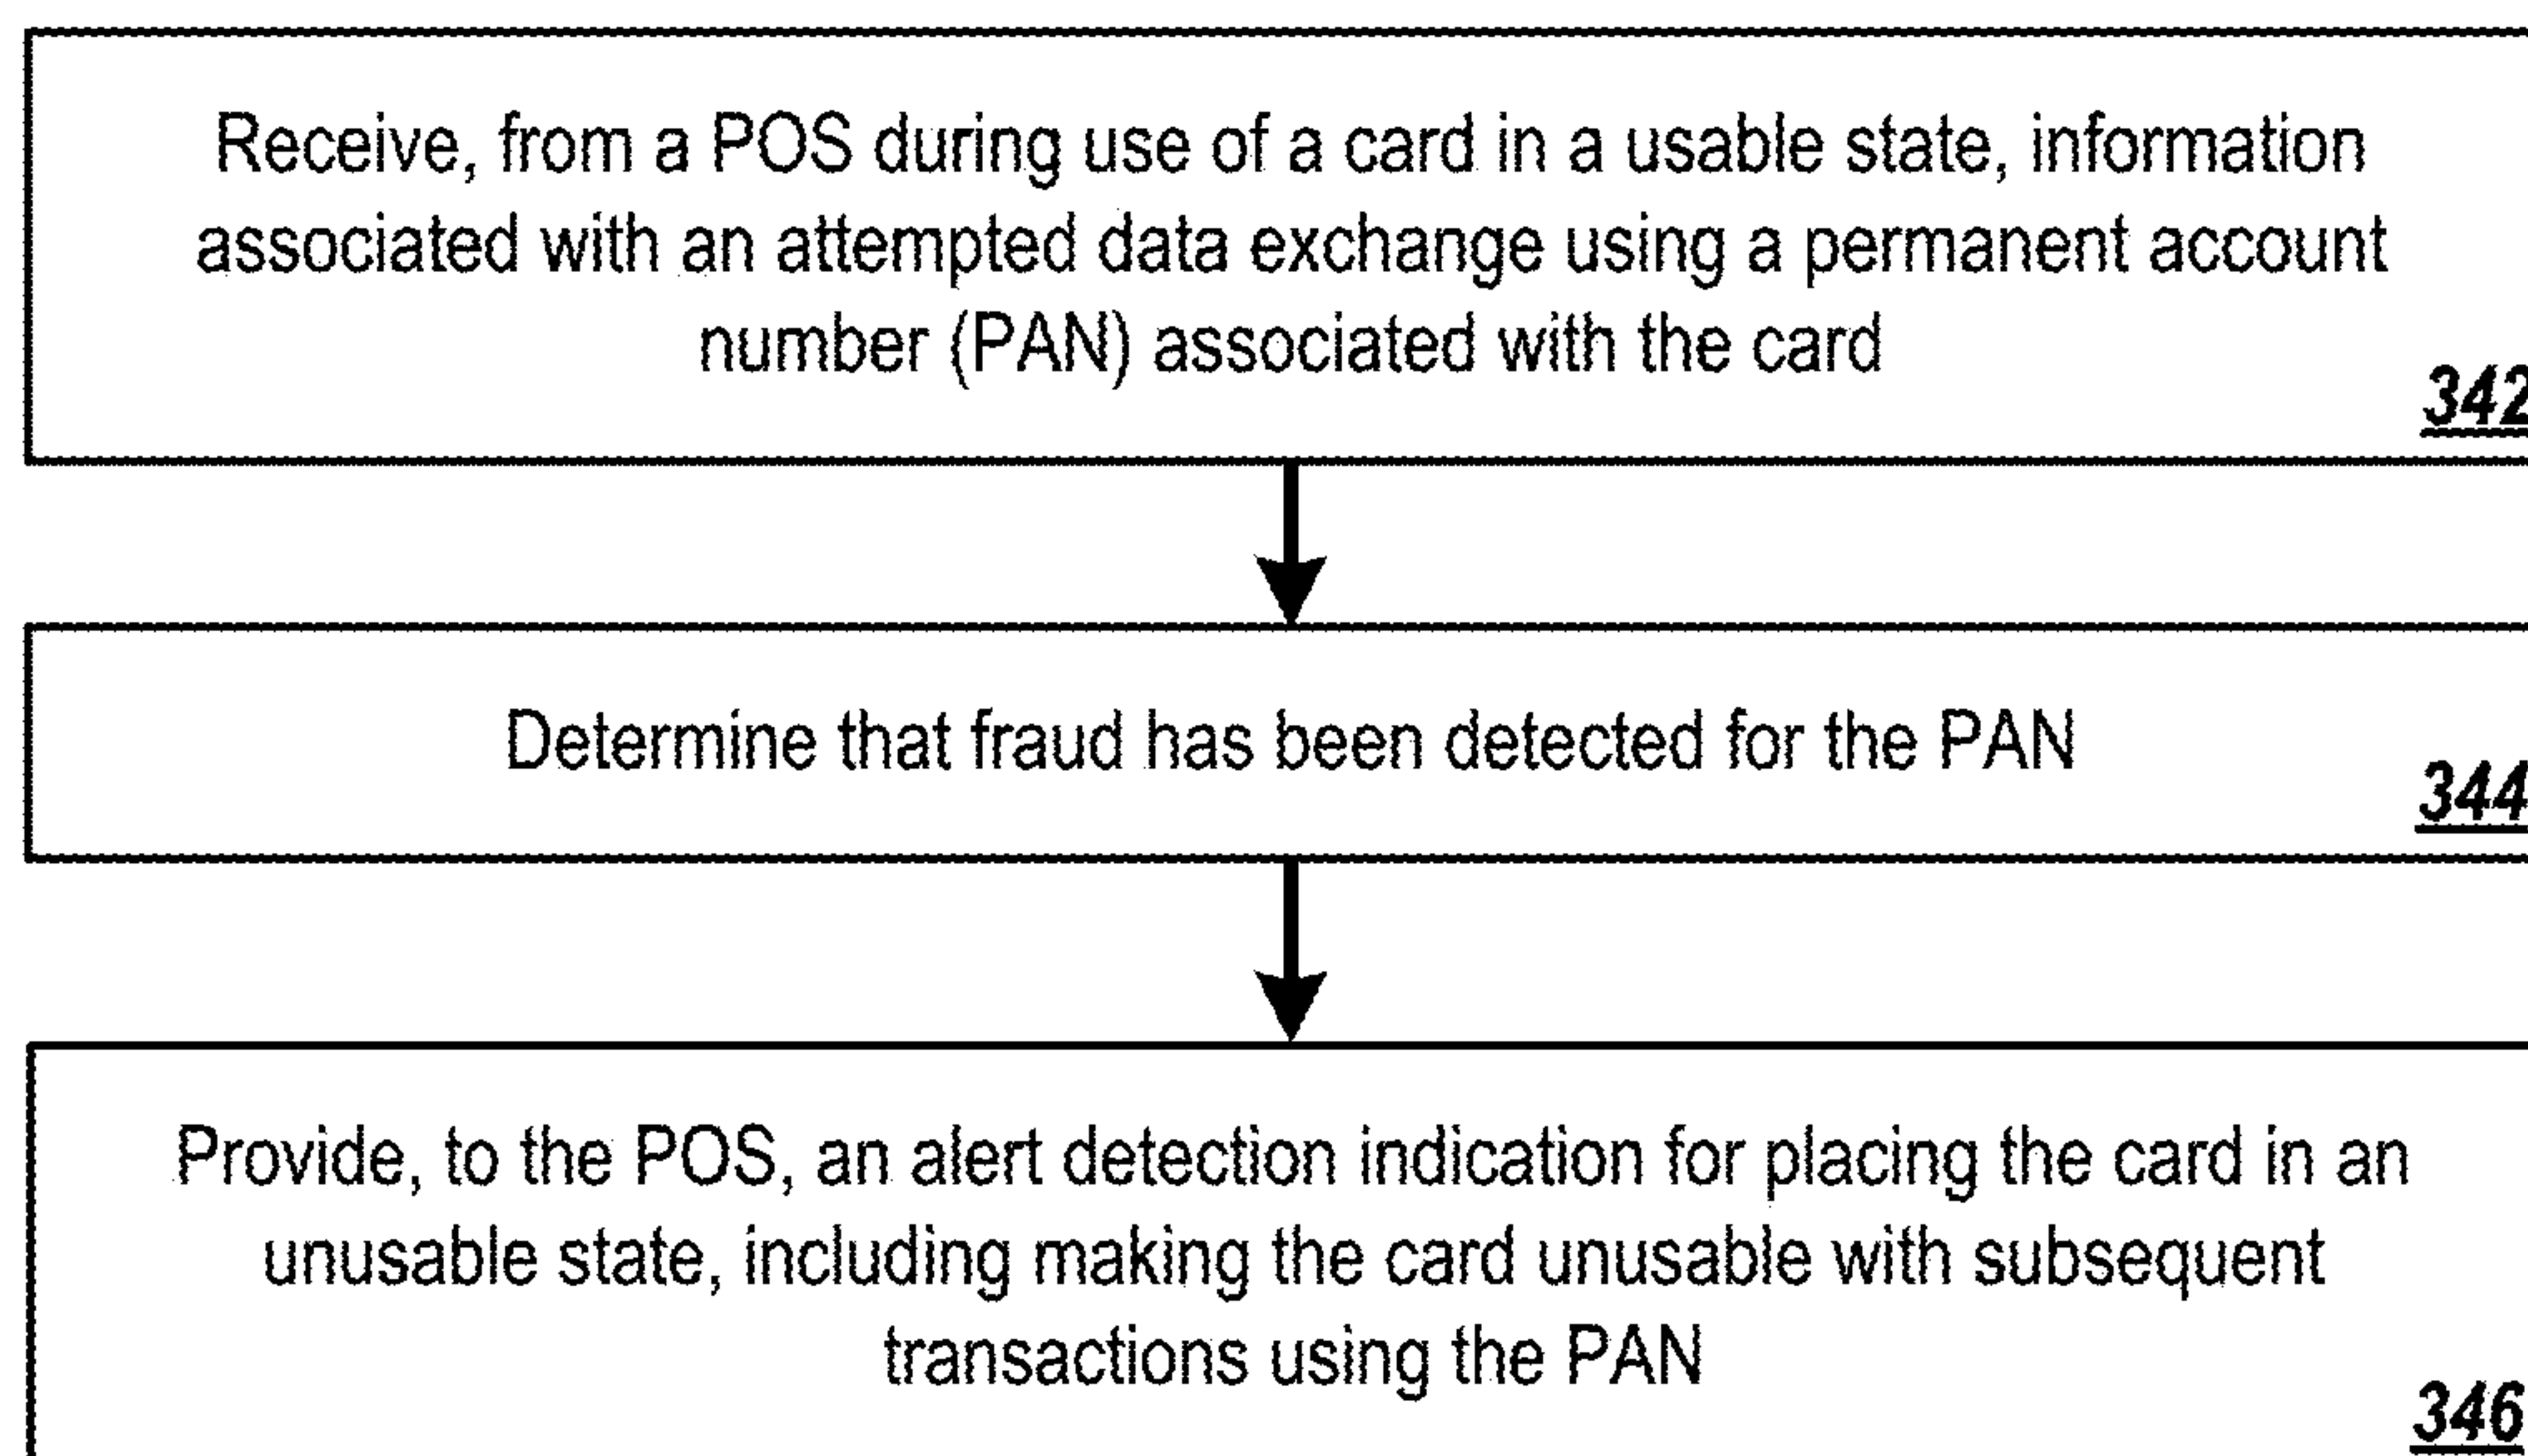 Receive, from a POS during use of a card in a usable state, information
associated with an attempted data exchange using a permanent account
number (PAN) associated with the card
342
Determine that fraud has been detected for the PAN
344
Provide, to the POS, an alert detection indication for placing the card in an
unusable state, including making the card unusable with subsequent
transactions using the PAN
346